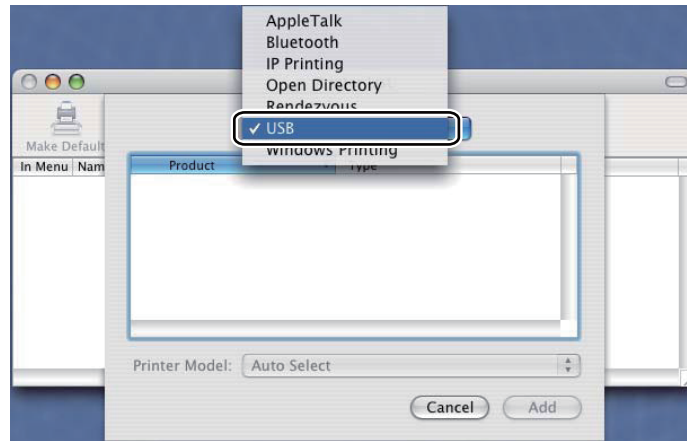 AppleTalk
Bluetooth
IP Printing
Open Directory
Rendezvous
✓ USB
Windows Printing
Make Default
In Menu Nam
Product Type
Printer Model: Auto Select
Cancel Add